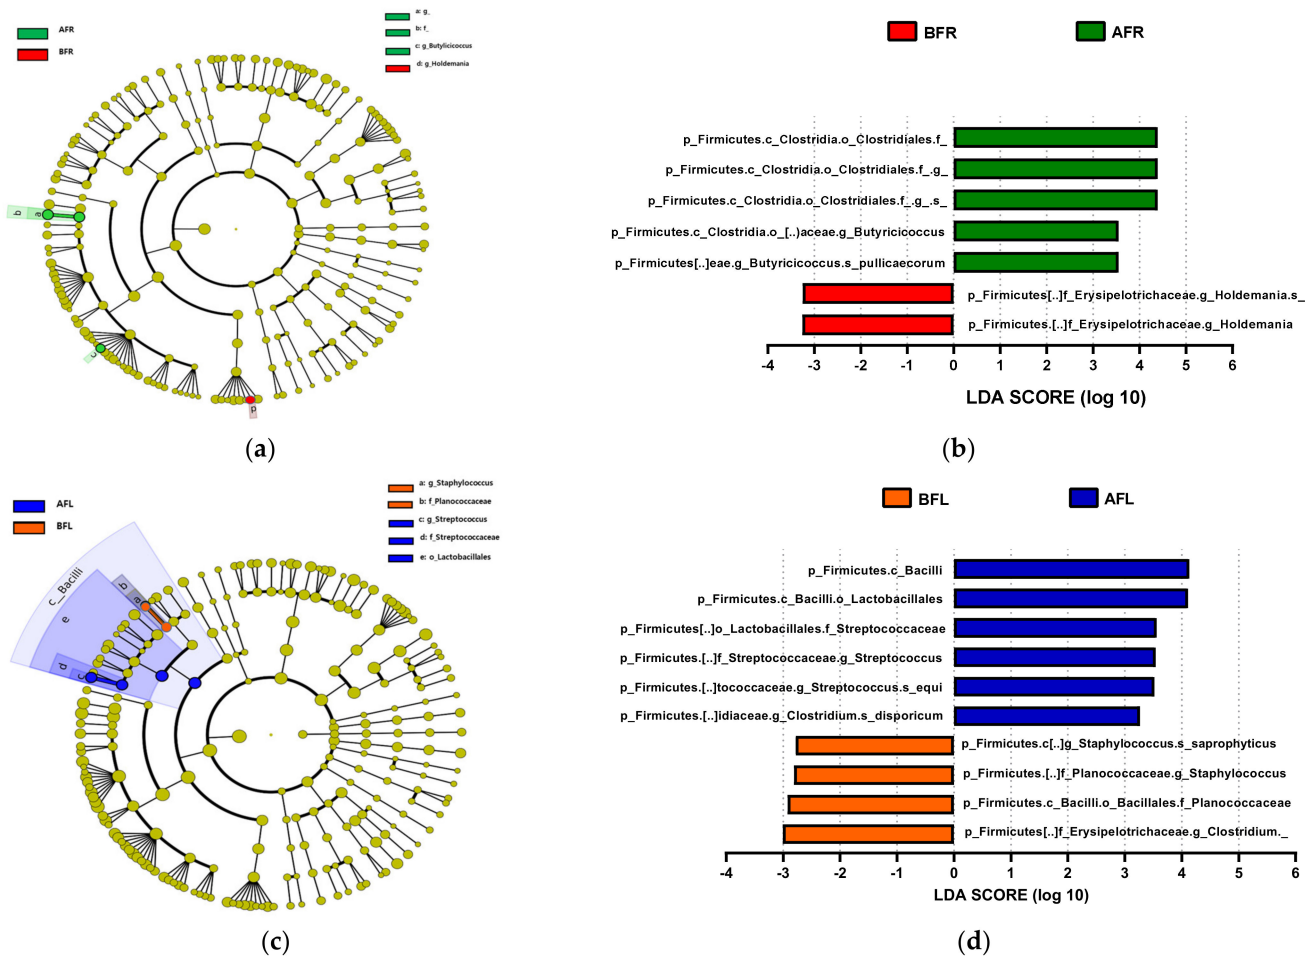 AFR
BFR
a: g_
b: f_
c: g_Butylicicoccus
d: g_Holdemania
b
a
c
d
(a)
BFR
AFR
p_Firmicutes.c_Clostridia.o_Clostridiales.f_
p_Firmicutes.c_Clostridia.o_Clostridiales.f_.g_
p_Firmicutes.c_Clostridia.o_Clostridiales.f_.g_.s_
p_Firmicutes.c_Clostridia.o_[..)aceae.g_Butyricicoccus
p_Firmicutes[..]eae.g_Butyricicoccus.s_pullicaecorum
p_Firmicutes[..]f_Erysipelotrichaceae.g_Holdemania.s_
p_Firmicutes.[..]f_Erysipelotrichaceae.g_Holdemania
-4 -3 -2 -1 0 1 2 3 4 5 6
LDA SCORE (log 10)
(b)
AFL
BFL
a: g_Staphylococcus
b: f_Planococcaceae
c: g_Streptococcus
d: f_Streptococcaceae
e: o_Lactobacillales
c__Bacilli
e
b
a
d
c
(c)
BFL
AFL
p_Firmicutes.c_Bacilli
p_Firmicutes.c_Bacilli.o_Lactobacillales
p_Firmicutes[..]o_Lactobacillales.f_Streptococcaceae
p_Firmicutes.[..]f_Streptococcaceae.g_Streptococcus
p_Firmicutes.[..]tococcaceae.g_Streptococcus.s_equi
p_Firmicutes.[..]idiaceae.g_Clostridium.s_disporicum
p_Firmicutes.c[..]g_Staphylococcus.s_saprophyticus
p_Firmicutes.[..]f_Planococcaceae.g_Staphylococcus
p_Firmicutes.c_Bacilli.o_Bacillales.f_Planococcaceae
p_Firmicutes[..]f_Erysipelotrichaceae.g_Clostridium._
-4 -3 -2 -1 0 1 2 3 4 5 6
LDA SCORE (log 10)
(d)